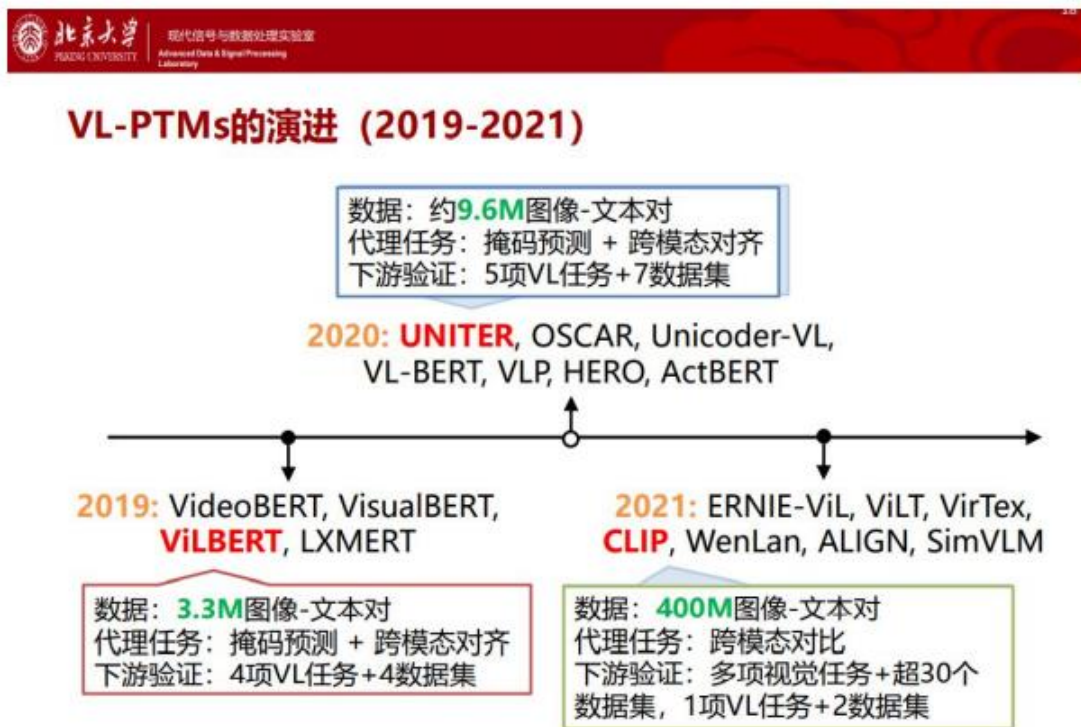 18
北京大学
PEKING UNIVERSITY
现代信号与数据处理实验室
Advanced Data & Signal Processing
Laboratory
VL-PTMs的演进（2019-2021）
数据：约9.6M图像-文本对
代理任务：掩码预测 + 跨模态对齐
下游验证：5项VL任务+7数据集
2020: UNITER, OSCAR, Unicoder-VL,
VL-BERT, VLP, HERO, ActBERT
2019: VideoBERT, VisualBERT,
ViLBERT, LXMERT
2021: ERNIE-ViL, ViLT, VirTex,
CLIP, WenLan, ALIGN, SimVLM
数据：3.3M图像-文本对
代理任务：掩码预测 + 跨模态对齐
下游验证：4项VL任务+4数据集
数据：400M图像-文本对
代理任务：跨模态对比
下游验证：多项视觉任务+超30个
数据集，1项VL任务+2数据集